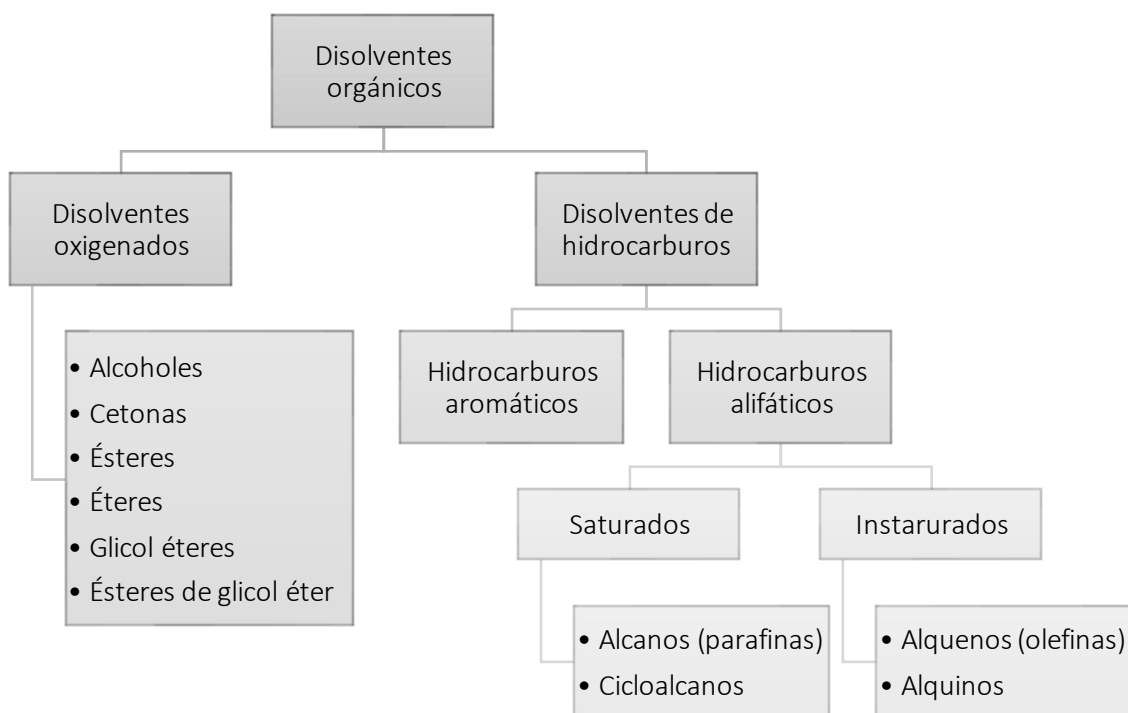 Disolventes
orgánicos
Disolventes
oxigenados
• Alcoholes
• Cetonas
• Ésteres
• Éteres
• Glicol éteres
• Ésteres de glicol éter
Disolventes de
hidrocarburos
Hidrocarburos
aromáticos
Hidrocarburos
alifáticos
Saturados
• Alcanos (parafinas)
• Cicloalcanos
Instarurados
• Alquenos (olefinas)
• Alquinos